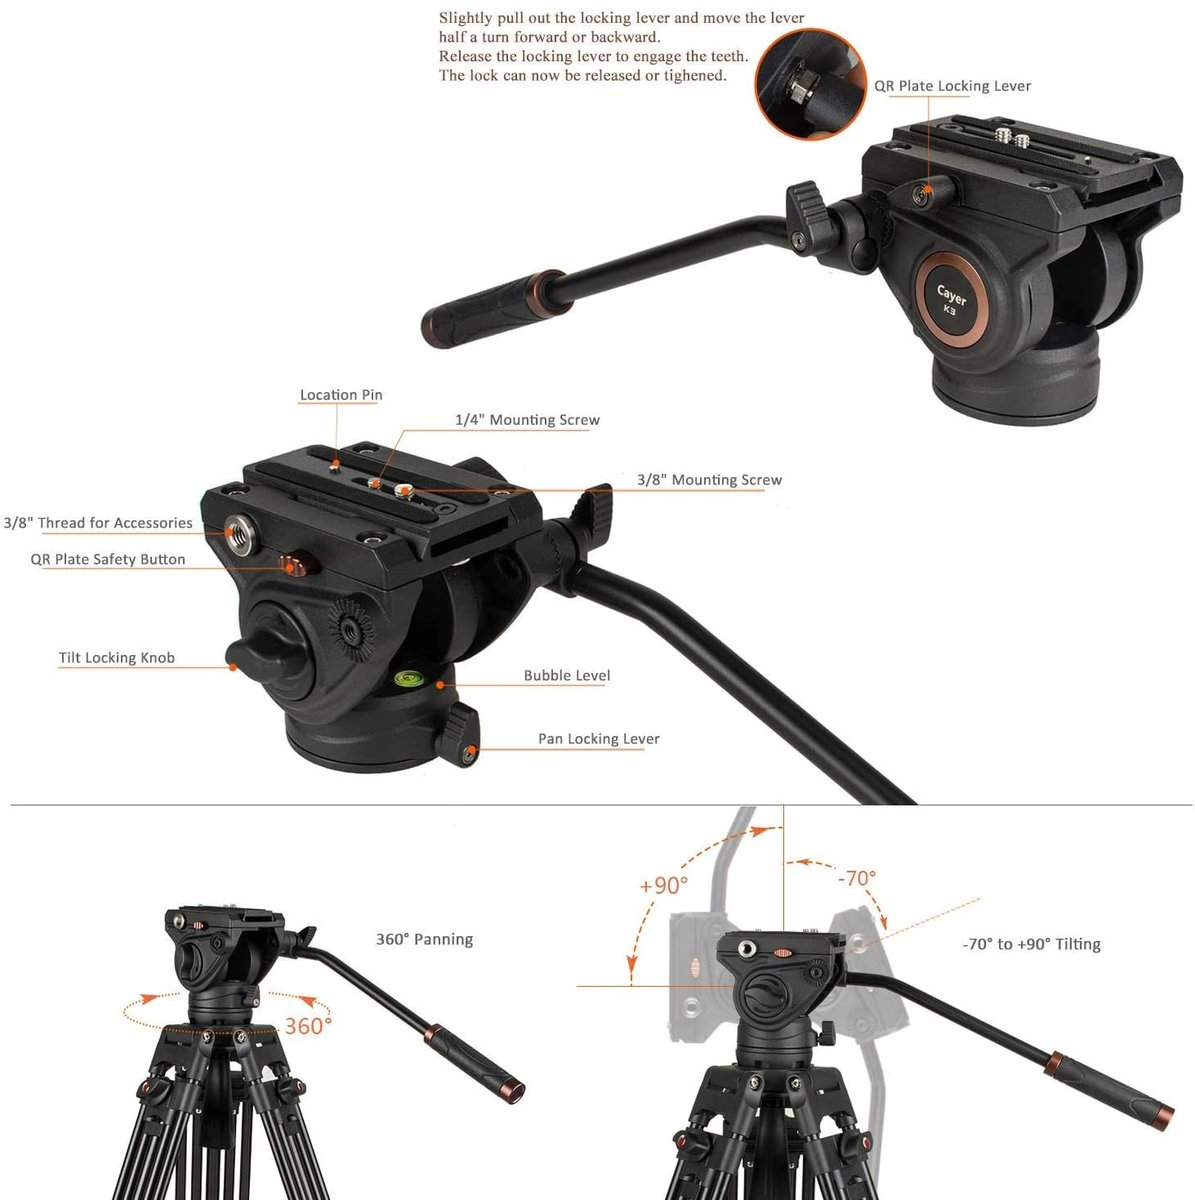 Slightly pull out the locking lever and move the lever
half a turn forward or backward.
Release the locking lever to engage the teeth.
The lock can now be released or tighened.
QR Plate Locking Lever
Cayer
K3
Location Pin
1/4" Mounting Screw
3/8" Mounting Screw
3/8" Thread for Accessories
QR Plate Safety Button
Tilt Locking Knob
Bubble Level
Pan Locking Lever
360° Panning
360°
+90°
-70°
-70° to +90° Tilting